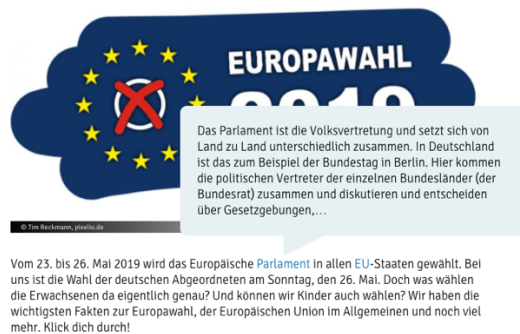 EUROPAWAHL
2019
Das Parlament ist die Volksvertretung und setzt sich von
Land zu Land unterschiedlich zusammen. In Deutschland
ist das zum Beispiel der Bundestag in Berlin. Hier kommen
die politischen Vertreter der einzelnen Bundesländer (der
Bundesrat) zusammen und diskutieren und entscheiden
über Gesetzgebungen,…
© Tim Reckmann, pixelio.de
Vom 23. bis 26. Mai 2019 wird das Europäische Parlament in allen EU-Staaten gewählt. Bei
uns ist die Wahl der deutschen Abgeordneten am Sonntag, den 26. Mai. Doch was wählen
die Erwachsenen da eigentlich genau? Und können wir Kinder auch wählen? Wir haben die
wichtigsten Fakten zur Europawahl, der Europäischen Union im Allgemeinen und noch viel
mehr. Klick dich durch!